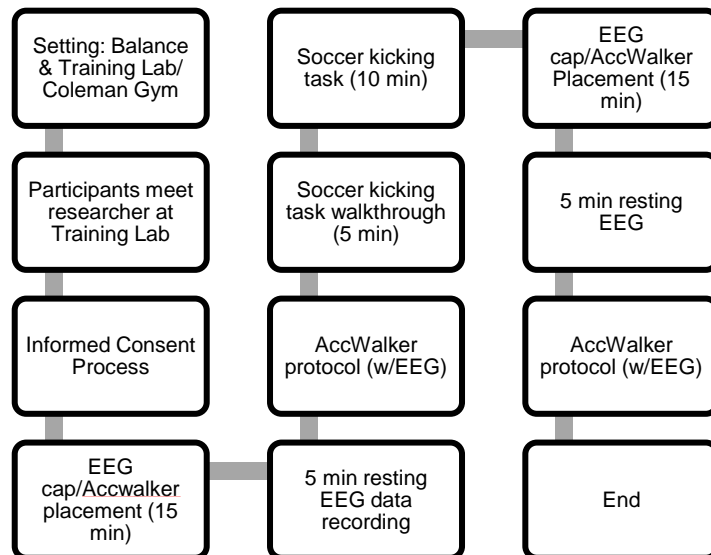 Setting: Balance
& Training Lab/
Coleman Gym
Participants meet
researcher at
Training Lab
Informed Consent
Process
EEG
cap/Accwalker
placement (15
min)
5 min resting
EEG data
recording
AccWalker
protocol (w/EEG)
Soccer kicking
task walkthrough
(5 min)
Soccer kicking
task (10 min)
EEG
cap/AccWalker
Placement (15
min)
5 min resting
EEG
AccWalker
protocol (w/EEG)
End